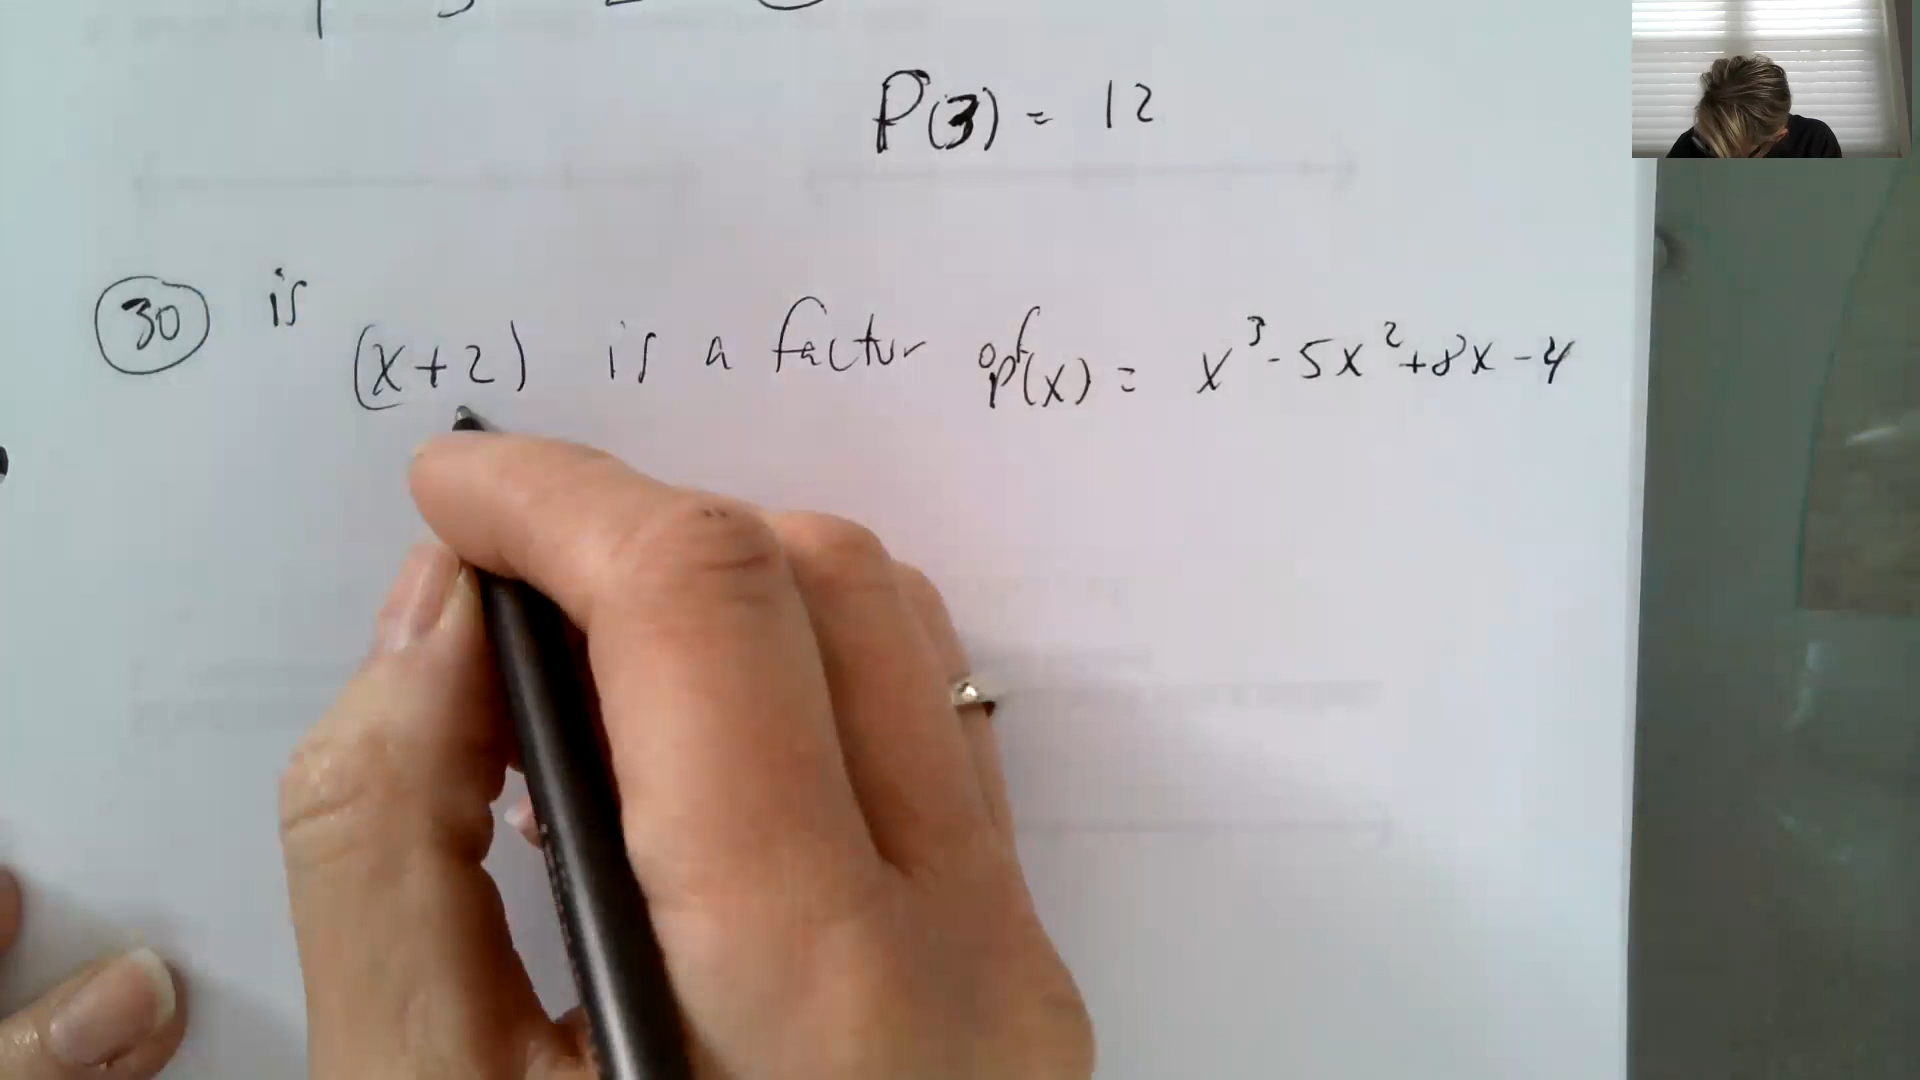 P(3) = 12
30 is (x+2) is a factor of p(x) = x³ - 5x² + 8x - 4